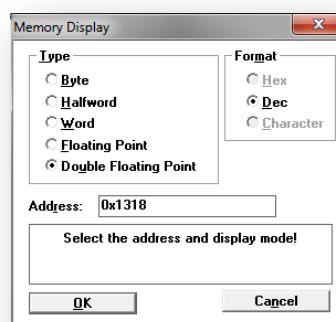 Memory Display
Type
Byte
Halfword
Word
Floating Point
Double Floating Point
Format
Hex
Dec
Character
Address: 0x1318
Select the address and display mode!
OK Cancel